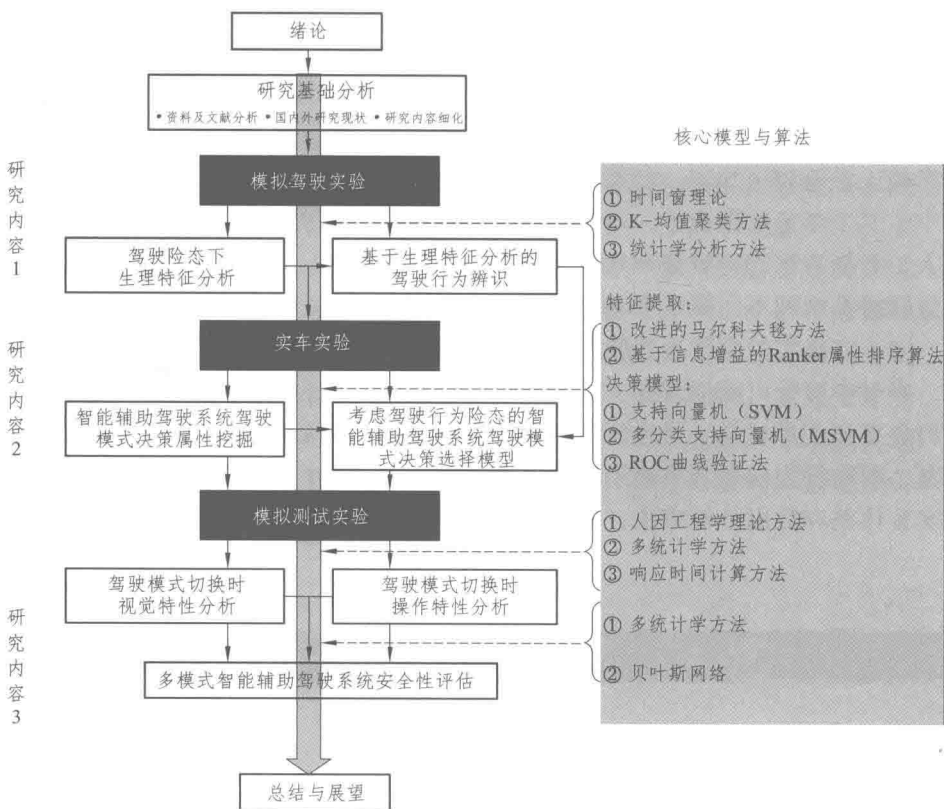 绪论
研究基础分析
• 资料及文献分析 • 国内外研究现状 • 研究内容细化
核心模型与算法
研究内容1
模拟驾驶实验
① 时间窗理论
② K-均值聚类方法
③ 统计学分析方法
驾驶险态下
生理特征分析
基于生理特征分析的
驾驶行为辨识
特征提取：
研究内容2
实车实验
① 改进的马尔科夫毯方法
② 基于信息增益的Ranker属性排序算法
决策模型：
智能辅助驾驶系统驾驶
模式决策属性挖掘
考虑驾驶行为险态的智
能辅助驾驶系统驾驶模
式决策选择模型
① 支持向量机（SVM）
② 多分类支持向量机（MSVM）
③ ROC曲线验证法
模拟测试实验
① 人因工程学理论方法
② 多统计学方法
③ 响应时间计算方法
研究内容3
驾驶模式切换时
视觉特性分析
驾驶模式切换时
操作特性分析
① 多统计学方法
② 贝叶斯网络
多模式智能辅助驾驶系统安全性评估
总结与展望